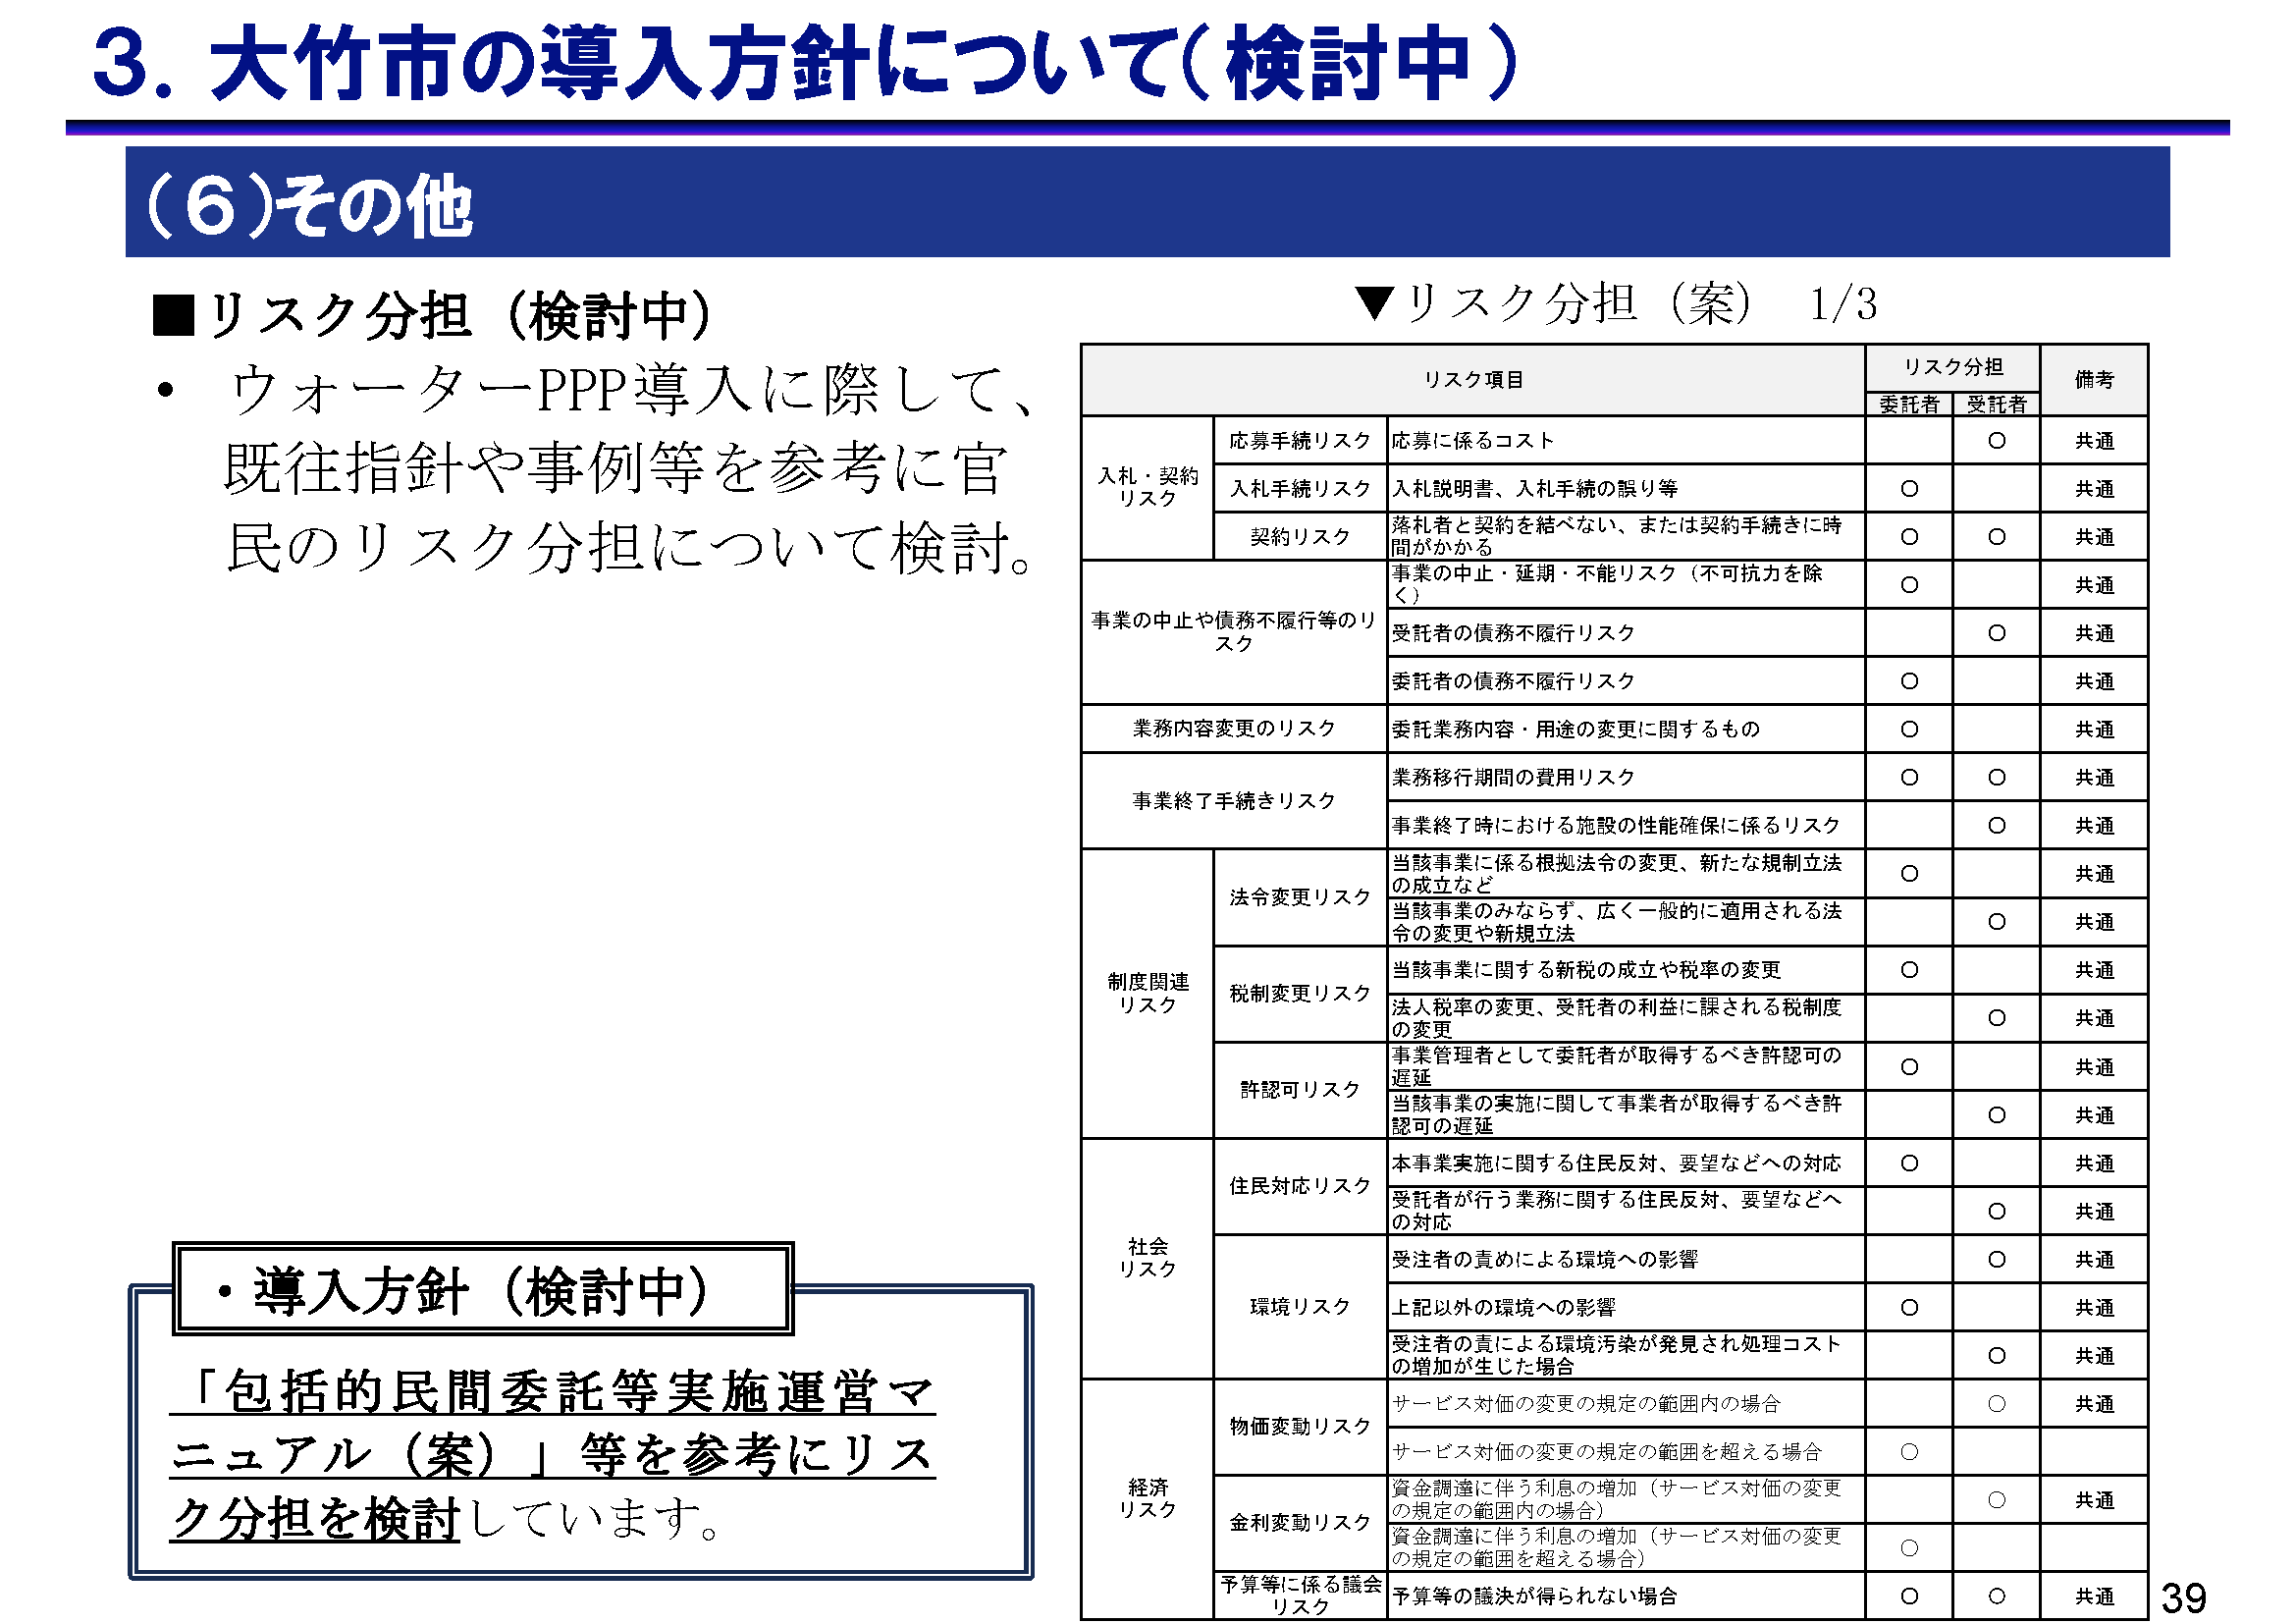 ３．大竹市の導入方針について（検討中）
（６）その他
■リスク分担（検討中）
• ウォーターPPP導入に際して、
既往指針や事例等を参考に官
民のリスク分担について検討。
・導入方針（検討中）
「包括的民間委託等実施運営マ
ニュアル（案）」等を参考にリス
ク分担を検討しています。
▼リスク分担（案） 1/3
リスク項目 リスク分担 備考
委託者 受託者
入札・契約
リスク
応募手続リスク 応募に係るコスト ○ 共通
入札手続リスク 入札説明書、入札手続の誤り等 ○ 共通
契約リスク 落札者と契約を結べない、または契約手続きに時
間がかかる ○ ○ 共通
事業の中止や債務不履行等のリ
スク
事業の中止・延期・不能リスク（不可抗力を除
く） ○ 共通
受託者の債務不履行リスク ○ 共通
委託者の債務不履行リスク ○ 共通
業務内容変更のリスク 委託業務内容・用途の変更に関するもの ○ 共通
事業終了手続きリスク
業務移行期間の費用リスク ○ ○ 共通
事業終了時における施設の性能確保に係るリスク ○ 共通
制度関連
リスク
法令変更リスク
当該事業に係る根拠法令の変更、新たな規制立法
の成立など ○ 共通
当該事業のみならず、広く一般的に適用される法
令の変更や新規立法 ○ 共通
税制変更リスク
当該事業に関する新税の成立や税率の変更 ○ 共通
法人税率の変更、受託者の利益に課される税制度
の変更 ○ 共通
許認可リスク
事業管理者として委託者が取得するべき許認可の
遅延 ○ 共通
当該事業の実施に関して事業者が取得するべき許
認可の遅延 ○ 共通
社会
リスク
住民対応リスク
本事業実施に関する住民反対、要望などへの対応 ○ 共通
受託者が行う業務に関する住民反対、要望などへ
の対応 ○ 共通
環境リスク
受注者の責めによる環境への影響 ○ 共通
上記以外の環境への影響 ○ 共通
受注者の責による環境汚染が発見され処理コスト
の増加が生じた場合 ○ 共通
経済
リスク
物価変動リスク
サービス対価の変更の規定の範囲内の場合 ○ 共通
サービス対価の変更の規定の範囲を超える場合 ○
金利変動リスク
資金調達に伴う利息の増加（サービス対価の変更
の規定の範囲内の場合） ○ 共通
資金調達に伴う利息の増加（サービス対価の変更
の規定の範囲を超える場合） ○
予算等に係る議会
リスク
予算等の議決が得られない場合 ○ ○ 共通
39